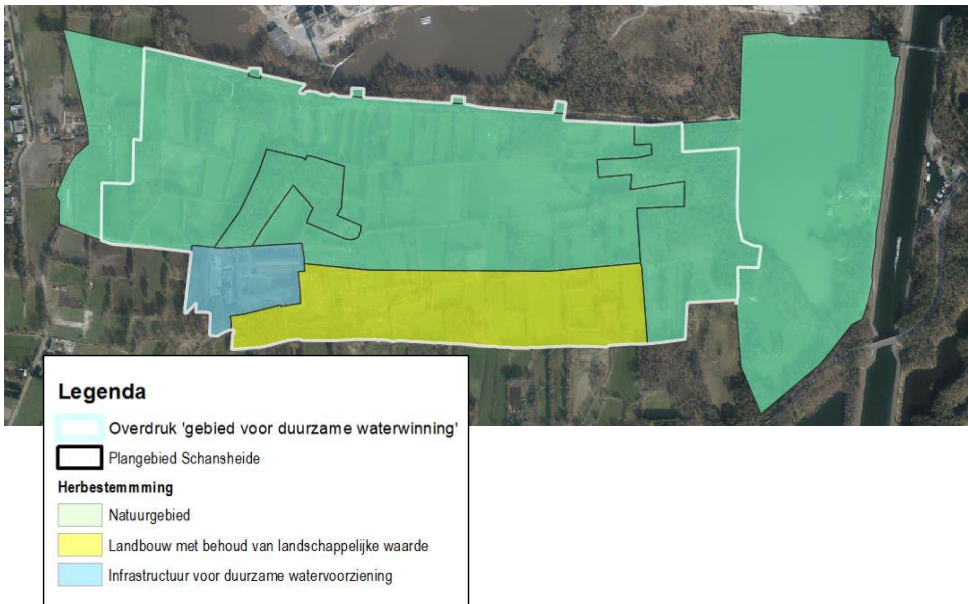 Legenda
Overdruk 'gebied voor duurzame waterwinning'
Plangebied Schansheide
Herbestmmming
Natuurgebied
Landbouw met behoud van landschappelijke waarde
Infrastructuur voor duurzame watervoorziening